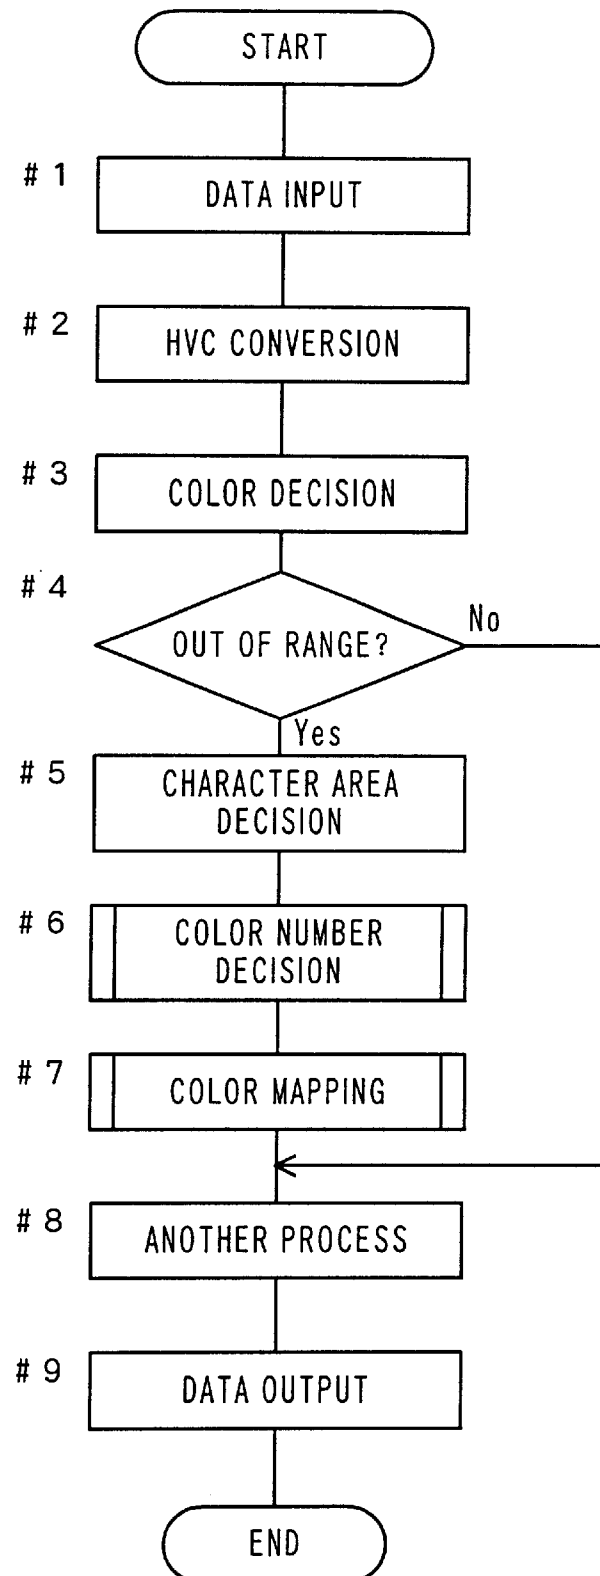 START
# 1
DATA INPUT
# 2
HVC CONVERSION
# 3
COLOR DECISION
# 4
OUT OF RANGE?
No
Yes
# 5
CHARACTER AREA
DECISION
# 6
COLOR NUMBER
DECISION
# 7
COLOR MAPPING
# 8
ANOTHER PROCESS
# 9
DATA OUTPUT
END